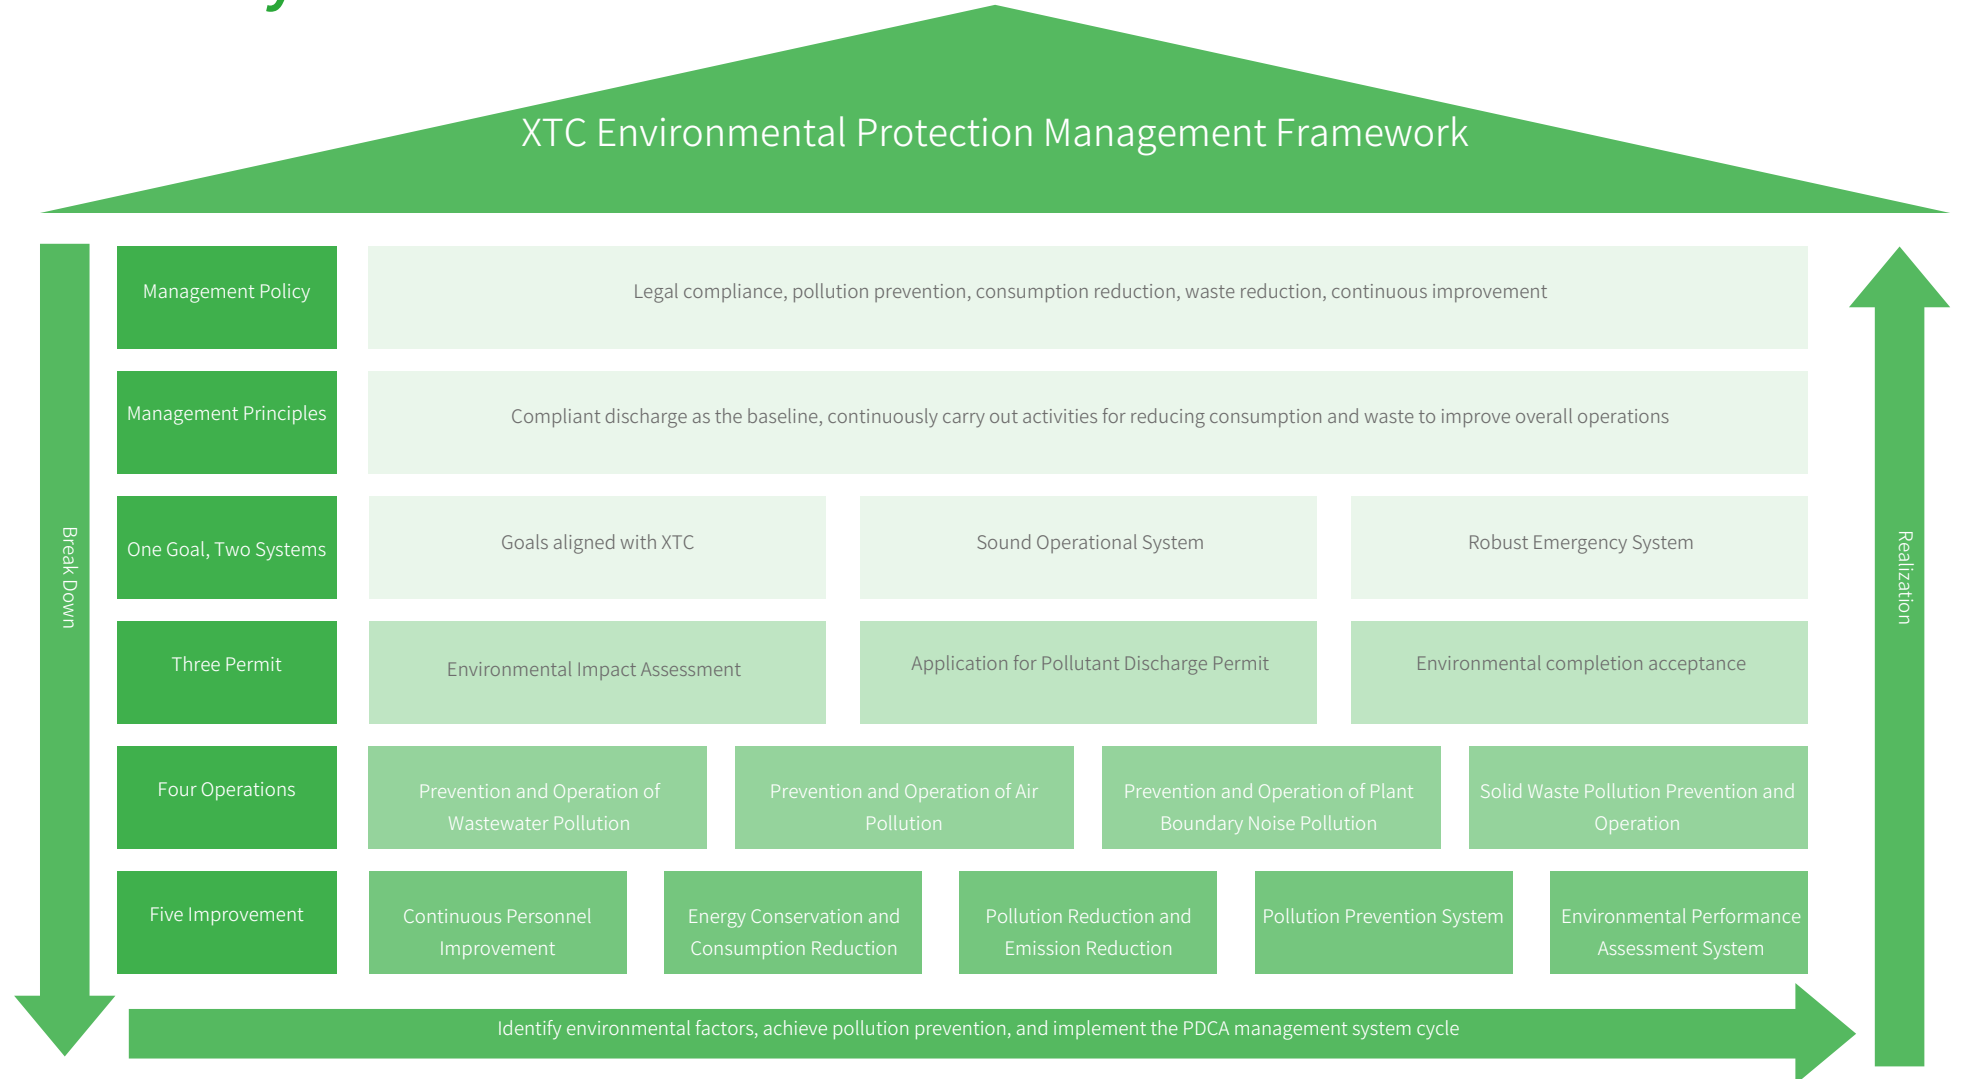 XTC Environmental Protection Management Framework
Break Down
Management Policy
Legal compliance, pollution prevention, consumption reduction, waste reduction, continuous improvement
Management Principles
Compliant discharge as the baseline, continuously carry out activities for reducing consumption and waste to improve overall operations
One Goal, Two Systems
Goals aligned with XTC
Sound Operational System
Robust Emergency System
Three Permit
Environmental Impact Assessment
Application for Pollutant Discharge Permit
Environmental completion acceptance
Four Operations
Prevention and Operation of
Wastewater Pollution
Prevention and Operation of Air
Pollution
Prevention and Operation of Plant
Boundary Noise Pollution
Solid Waste Pollution Prevention and
Operation
Five Improvement
Continuous Personnel
Improvement
Energy Conservation and
Consumption Reduction
Pollution Reduction and
Emission Reduction
Pollution Prevention System
Environmental Performance
Assessment System
Realization
Identify environmental factors, achieve pollution prevention, and implement the PDCA management system cycle